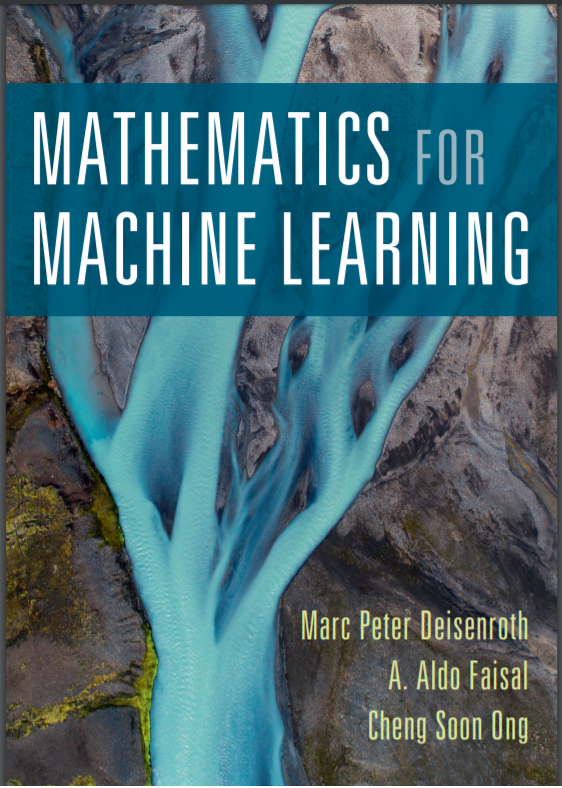 MATHEMATICS FOR
MACHINE LEARNING
Marc Peter Deisenroth
A. Aldo Faisal
Cheng Soon Ong